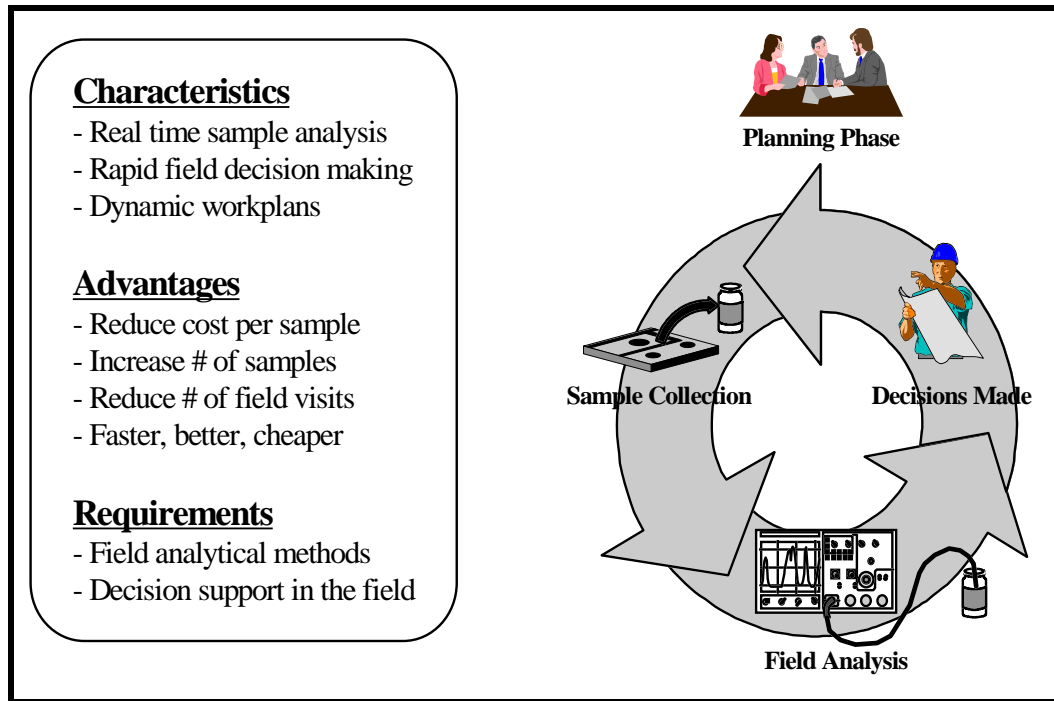 Characteristics
- Real time sample analysis
- Rapid field decision making
- Dynamic workplans
Advantages
- Reduce cost per sample
- Increase # of samples
- Reduce # of field visits
- Faster, better, cheaper
Requirements
- Field analytical methods
- Decision support in the field
Planning Phase
Sample Collection
Decisions Made
Field Analysis